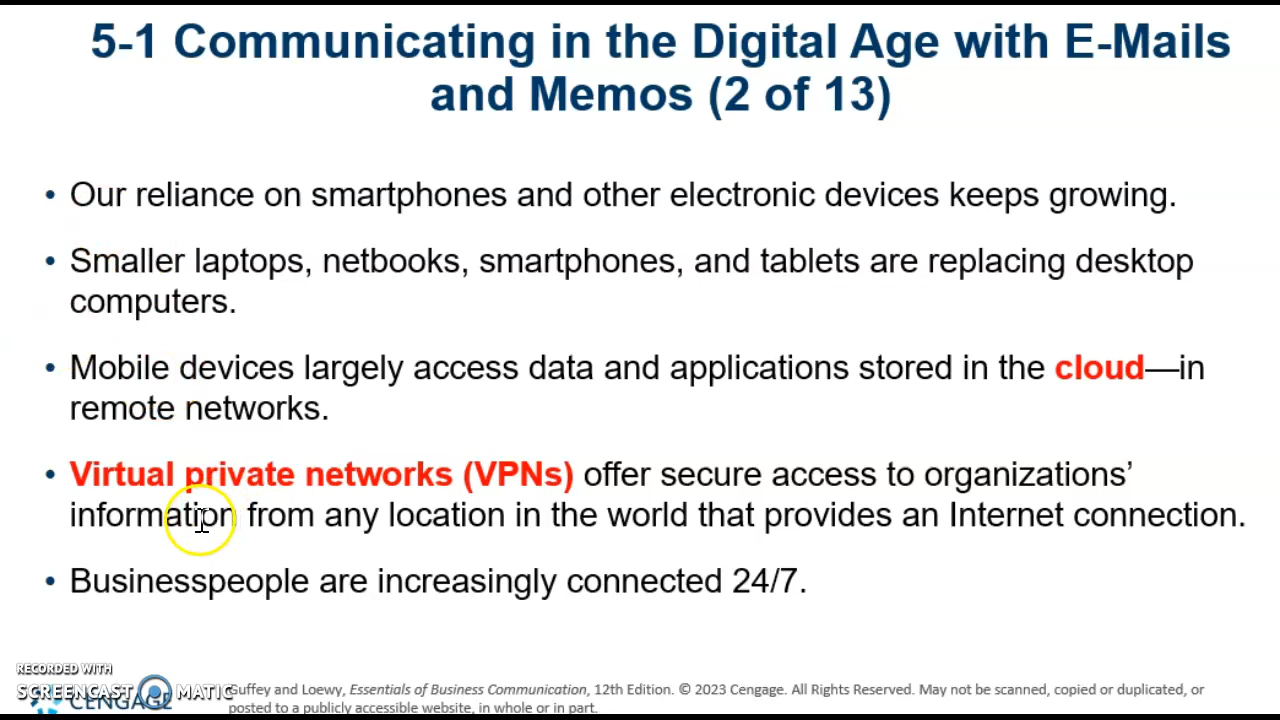 5-1 Communicating in the Digital Age with E-Mails
and Memos (2 of 13)
• Our reliance on smartphones and other electronic devices keeps growing.
• Smaller laptops, netbooks, smartphones, and tablets are replacing desktop
computers.
• Mobile devices largely access data and applications stored in the cloud—in
remote networks.
• Virtual private networks (VPNs) offer secure access to organizations’
information from any location in the world that provides an Internet connection.
• Businesspeople are increasingly connected 24/7.
RECORDED WITH
SCREENCAST MATIC
CENGAGE
Guffey and Loewy, Essentials of Business Communication, 12th Edition. © 2023 Cengage. All Rights Reserved. May not be scanned, copied or duplicated, or
posted to a publicly accessible website, in whole or in part.